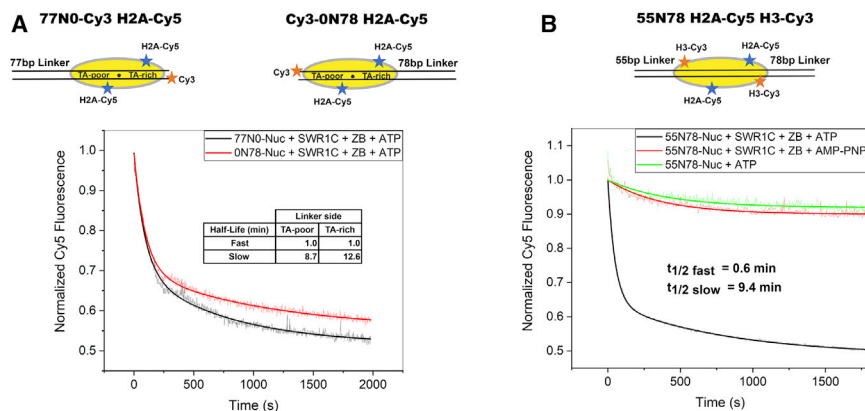 A
77N0-Cy3 H2A-Cy5
Cy3-0N78 H2A-Cy5
77bp Linker
H2A-Cy5
TA-poor • TA-rich
Cy3
H2A-Cy5
Cy3
H2A-Cy5
TA-poor • TA-rich
78bp Linker
H2A-Cy5
Normalized Cy5 Fluorescence
1.0
0.9
0.8
0.7
0.6
0.5
77N0-Nuc + SWR1C + ZB + ATP
0N78-Nuc + SWR1C + ZB + ATP
Linker side
Half-Life (min) TA-poor TA-rich
Fast 1.0 1.0
Slow 8.7 12.6
0 500 1000 1500 2000
Time (s)
B
55N78 H2A-Cy5 H3-Cy3
H3-Cy3 H2A-Cy5
55bp Linker 78bp Linker
H2A-Cy5 H3-Cy3
Normalized Cy5 Fluorescence
1.1
1.0
0.9
0.8
0.7
0.6
0.5
55N78-Nuc + SWR1C + ZB + ATP
55N78-Nuc + SWR1C + ZB + AMP-PNP
55N78-Nuc + ATP
t1/2 fast = 0.6 min
t1/2 slow = 9.4 min
0 500 1000 1500
Time (s)